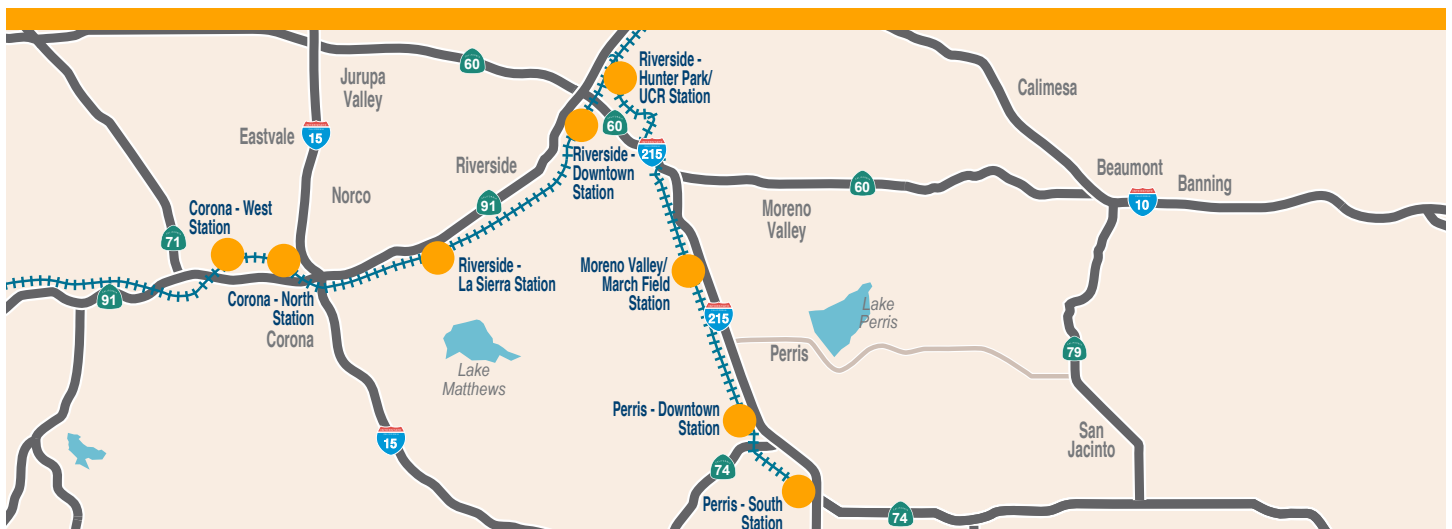 60
Riverside -
Hunter Park/
UCR Station
Jurupa
Valley
Calimesa
Eastvale
15
60
215
Riverside
Riverside -
Downtown
Station
Beaumont
Banning
60
10
Norco
91
Corona - West
Station
Moreno
Valley
71
Riverside -
La Sierra Station
Moreno Valley/
March Field
Station
91
Corona - North
Station
Corona
Lake
Perris
215
Perris
79
Lake
Matthews
Perris - Downtown
Station
15
San
Jacinto
74
Perris - South
Station
74